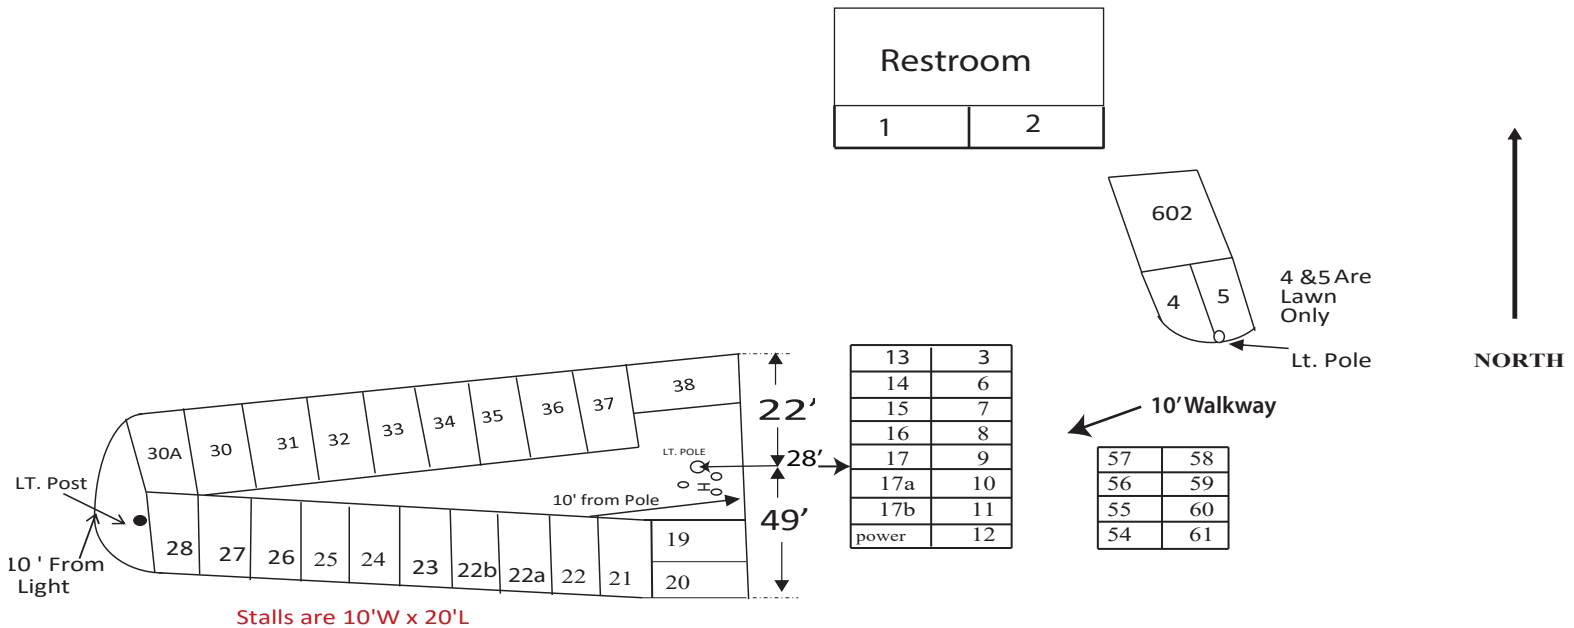 Restroom
1 2
602
4 5
4 &5 Are
Lawn
Only
Lt. Pole
NORTH
10' Walkway
13 3
14 6
15 7
16 8
17 9
17a 10
17b 11
power 12
57 58
56 59
55 60
54 61
22'
28'
49'
30A 30 31 32 33 34 35 36 37 38
LT. POLE
H
10' from Pole
LT. Post
10 ' From
Light
28 27 26 25 24 23 22b 22a 22 21
19
20
Stalls are 10'W x 20'L